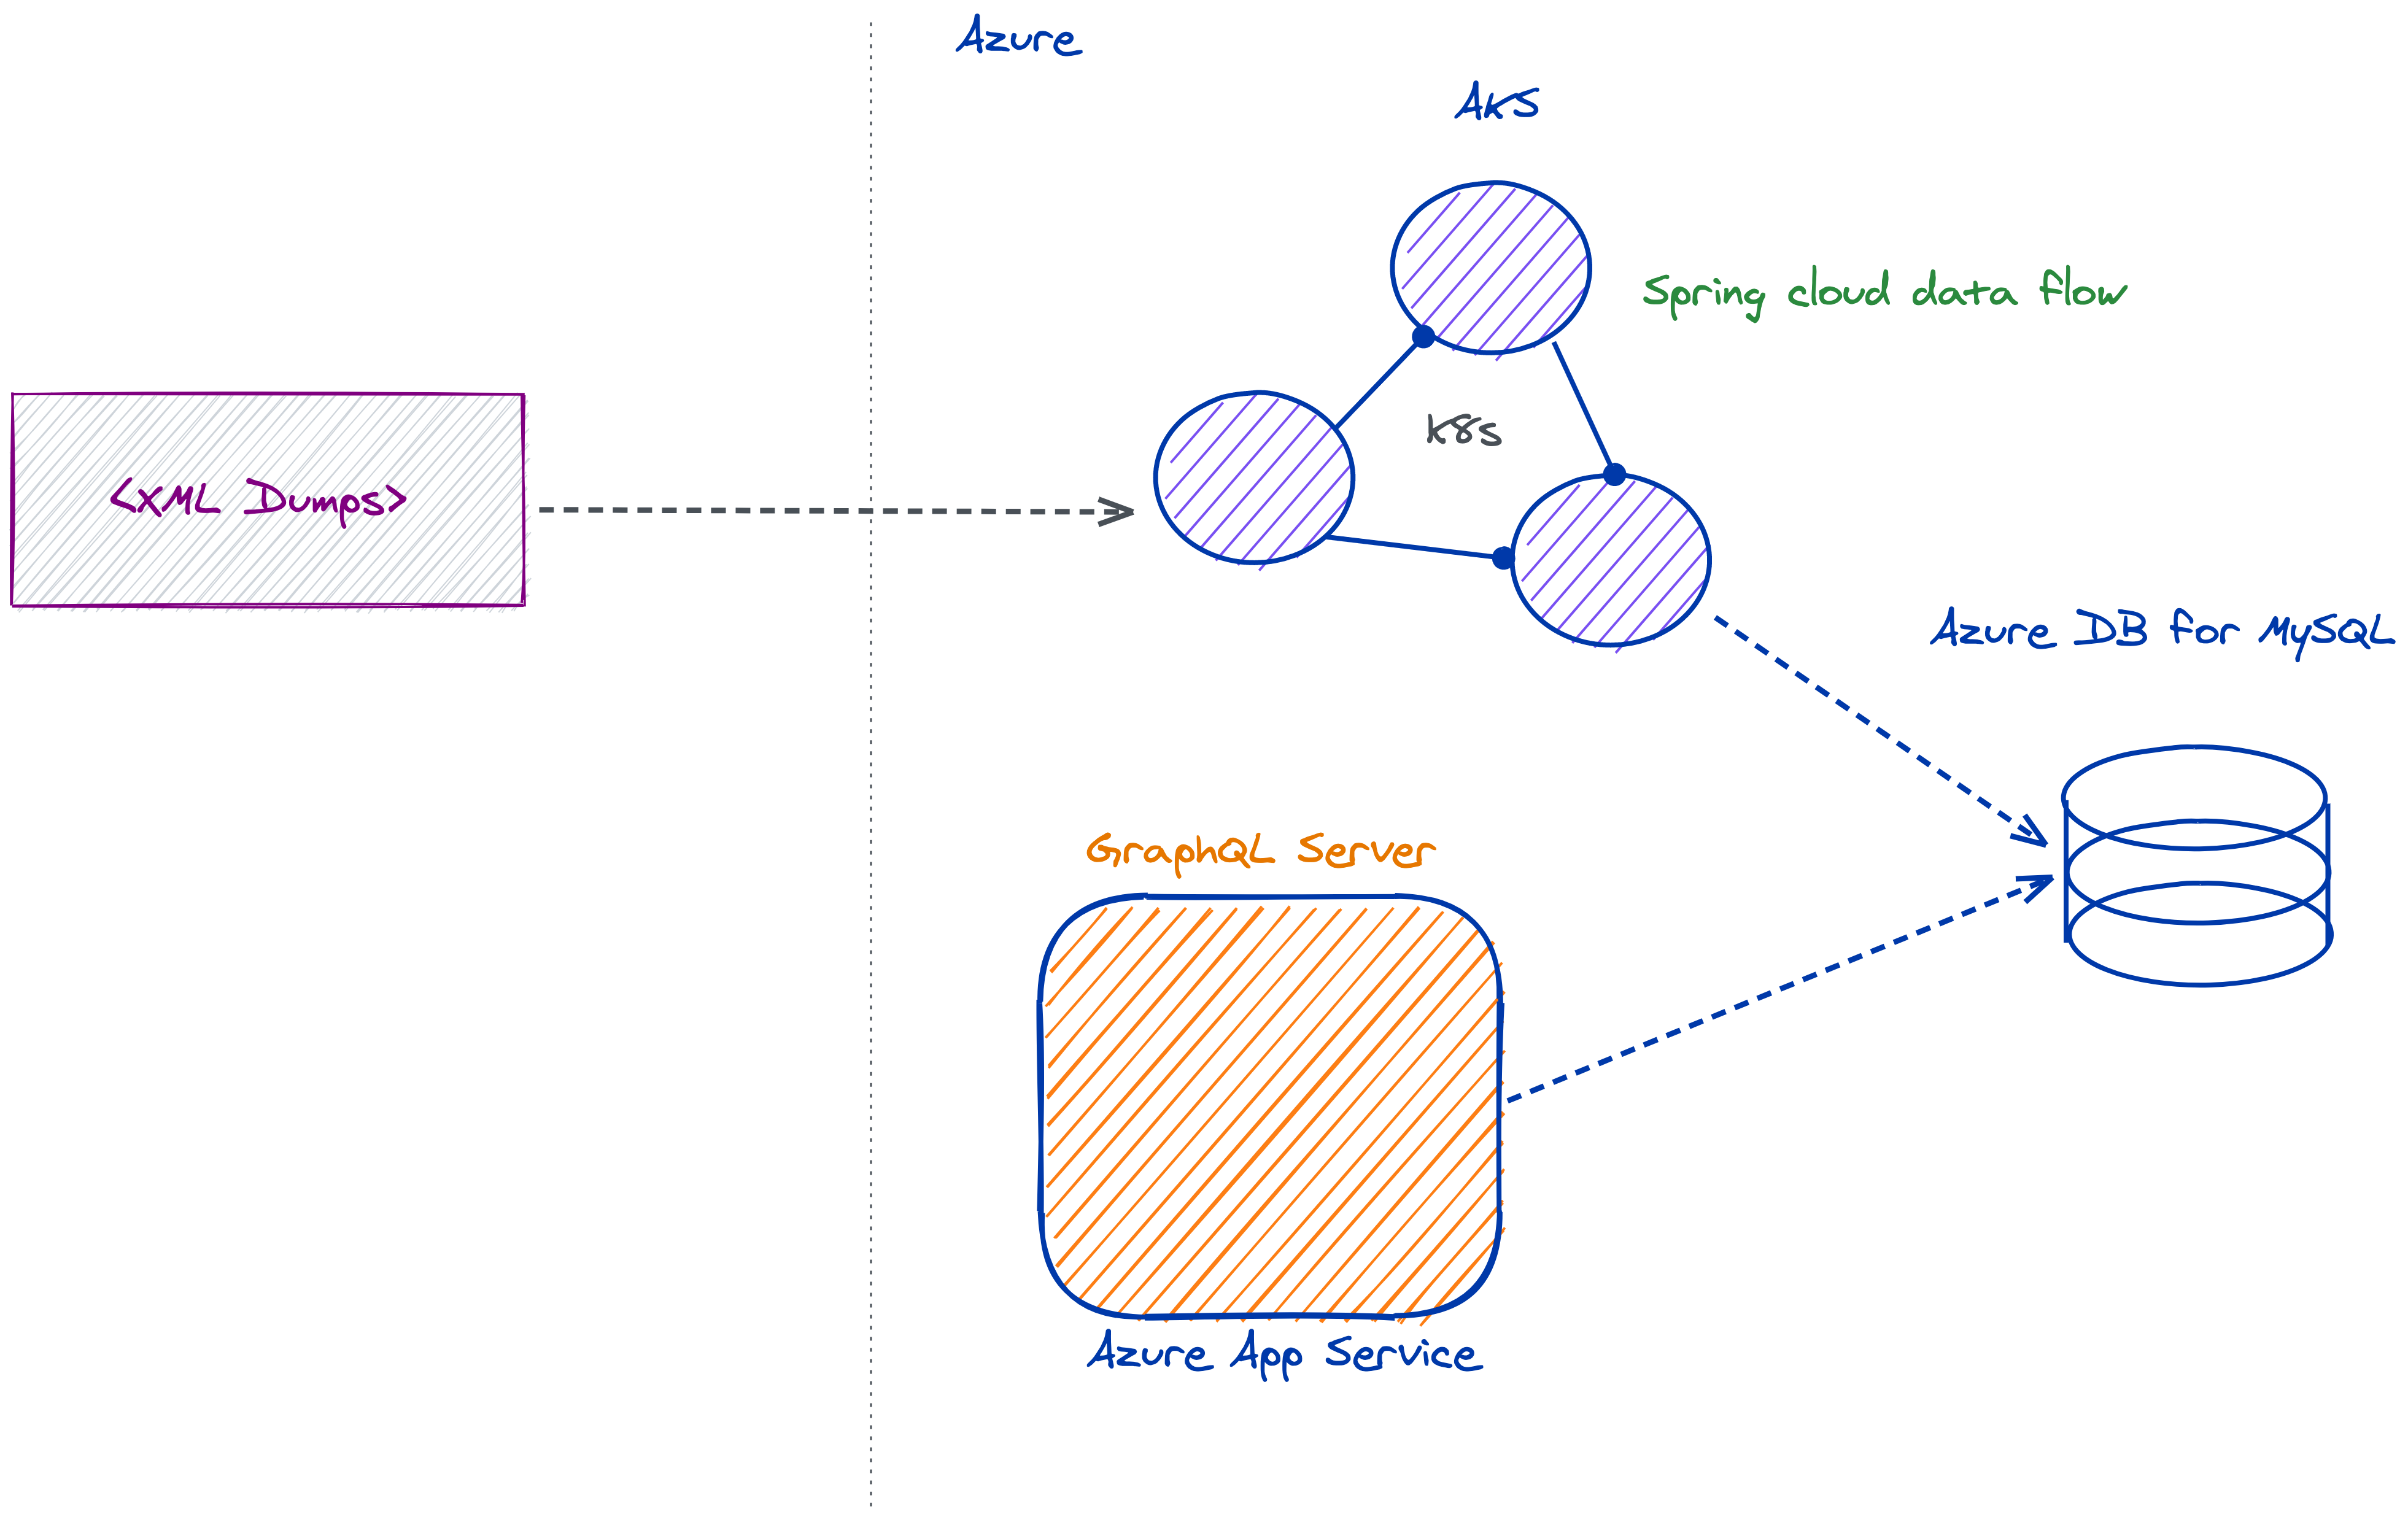 Azure
AKS
Spring cloud data flow
K8s
<XML Dumps>
Azure DB for MySQL
GraphQL Server
Azure App Service